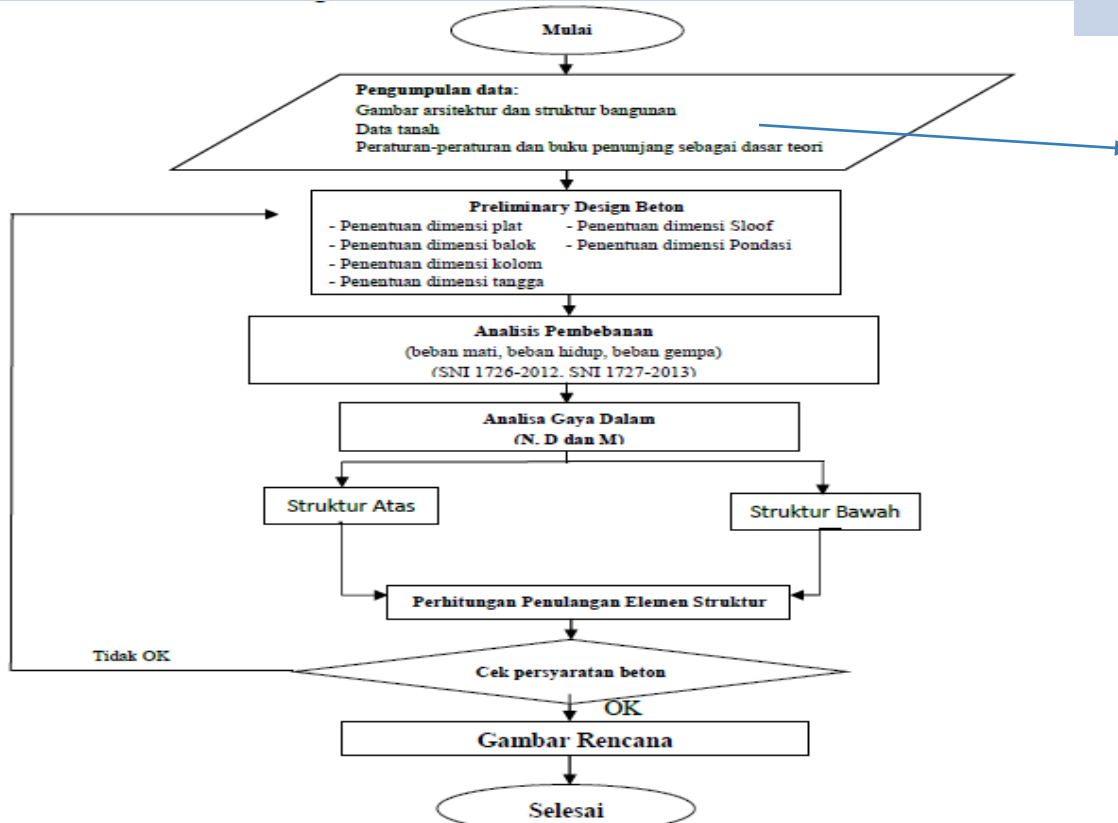 Mulai
Pengumpulan data:
Gambar arsitektur dan struktur bangunan
Data tanah
Peraturan-peraturan dan buku penunjang sebagai dasar teori
Preliminary Design Beton
- Penentuan dimensi plat - Penentuan dimensi Sloof
- Penentuan dimensi balok - Penentuan dimensi Pondasi
- Penentuan dimensi kolom
- Penentuan dimensi tangga
Analisis Pembebanan
(beban mati, beban hidup, beban gempa)
(SNI 1726-2012, SNI 1727-2013)
Analisa Gaya Dalam
(N, D dan M)
Struktur Atas
Struktur Bawah
Perhitungan Penulangan Elemen Struktur
Tidak OK
Cek persyaratan beton
OK
Gambar Rencana
Selesai